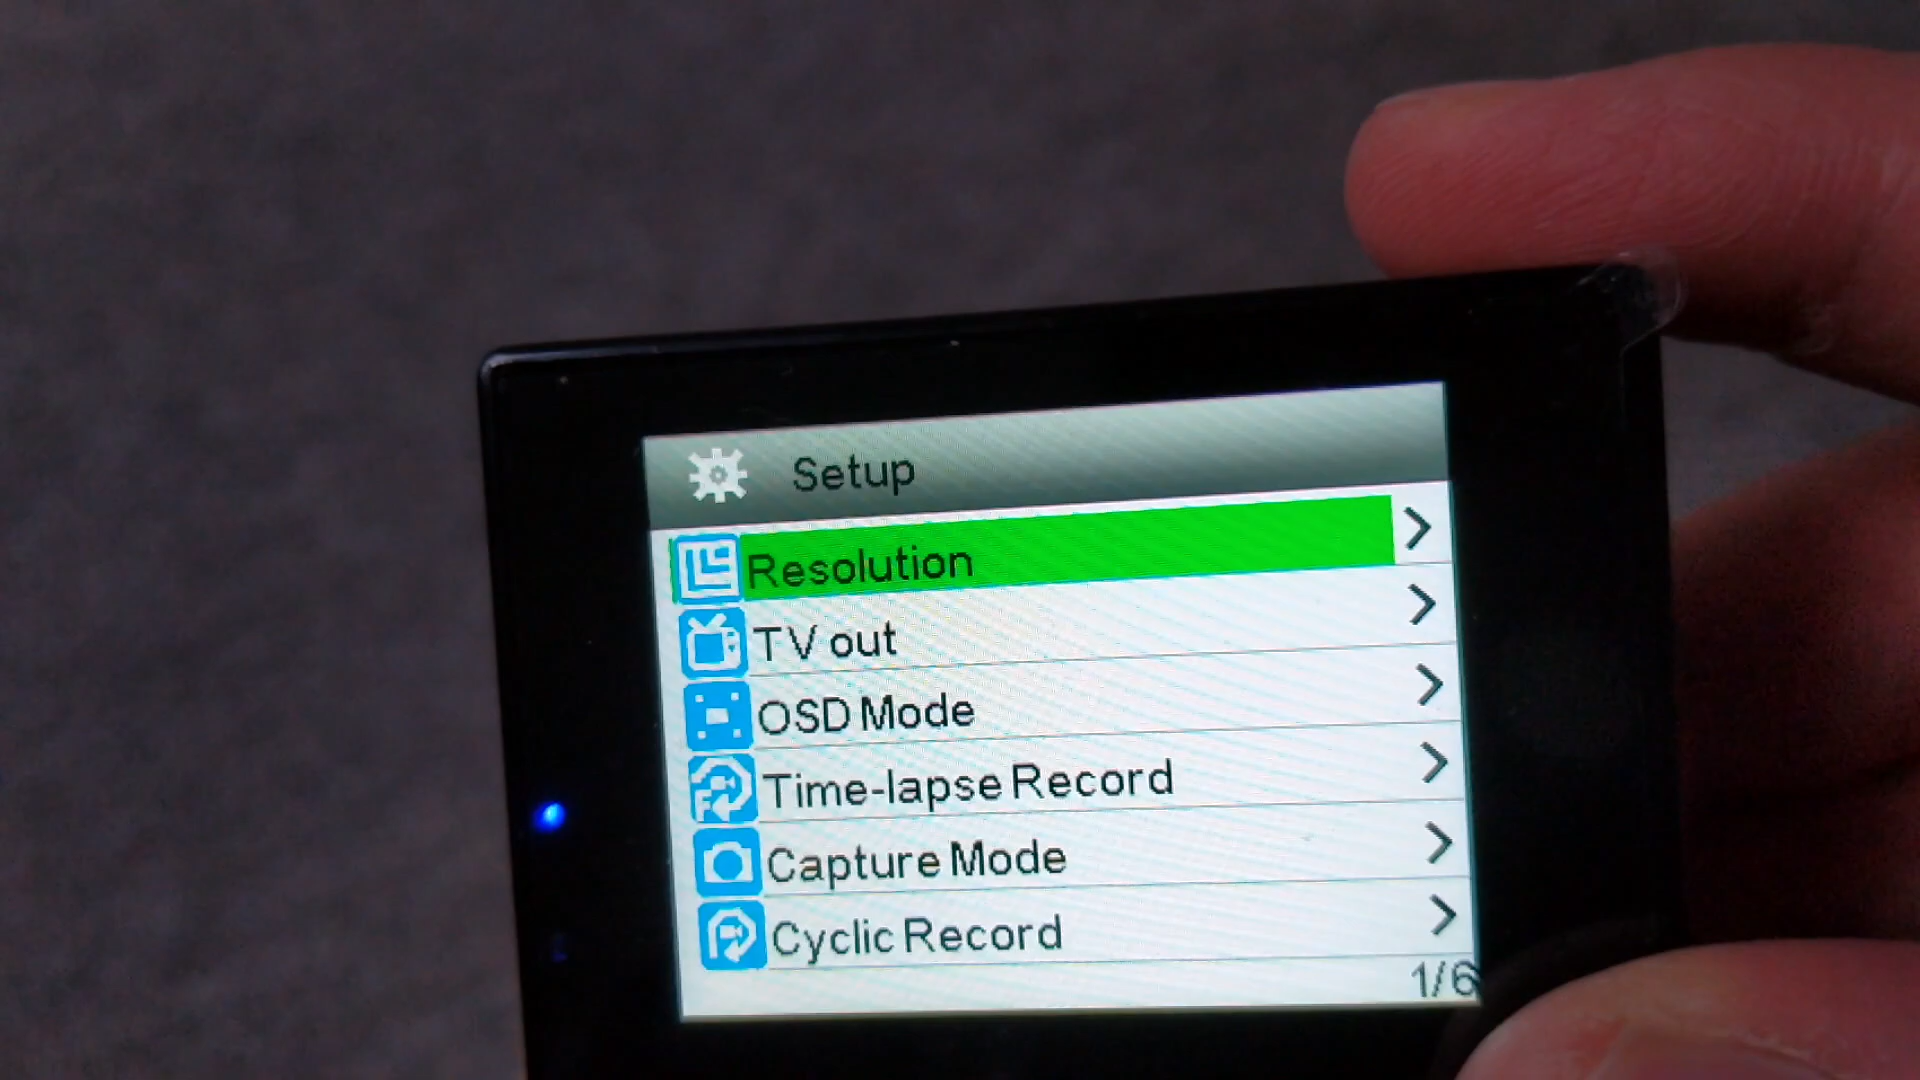 Setup
Resolution
TV out
OSD Mode
Time-lapse Record
Capture Mode
Cyclic Record
1/6